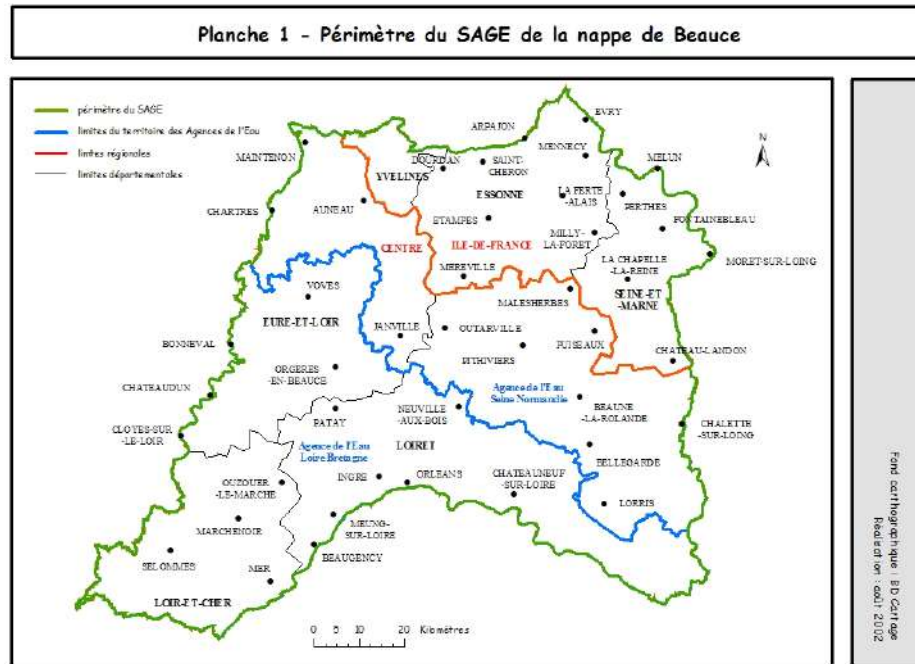 Planche 1 - Périmètre du SAGE de la nappe de Beauce
périmètre du SAGE
limites du territoire des Agences de l'Eau
limtes régionales
limites départementales
N
EVRY
ARPAJON
MAINTENON
DOURDAN
SAINT-
CHERON
MENNECY
MELUN
YVELINES
ESSONNE
LA FERTE
-ALAIS
PERTHES
CHARTRES
AUNEAU
ETAMPES
FONTAINEBLEAU
MILLY-
LA-FORET
CENTRE
ILE-DE-FRANCE
LA CHAPELLE
-LA-REINE
MORET-SUR-LOING
MEREVILLE
VOVES
MALESHERBES
SEINE-ET
MARNE
EURE-ET-LOIR
JANVILLE
OUTARVILLE
PUISEAUX
BONNEVAL
PITHIVIERS
CHATEAU-LANDON
ORGERES
-EN-BEAUCE
CHATEAUDUN
Agence de l'Eau
Seine Normandie
NEUVILLE
-AUX-BOIS
BEAUNE
-LA-ROLANDE
PATAY
CLOYES-SUR
-LE-LOIR
CHALETTE
-SUR-LOING
Agence de l'Eau
Loire Bretagne
LOIRET
BELLEGARDE
INGRE
ORLEANS
CHATEAUNEUF
-SUR-LOIRE
OUZOUER
-LE-MARCHE
LORRIS
MARCHENOIR
MEUNG-
SUR-LOIRE
BEAUGENCY
SELOMMES
MER
LOIR-ET-CHER
0 5 10 20 Kilomètres
Fond carthographique : BD Cartage
Réalisation : août 2002